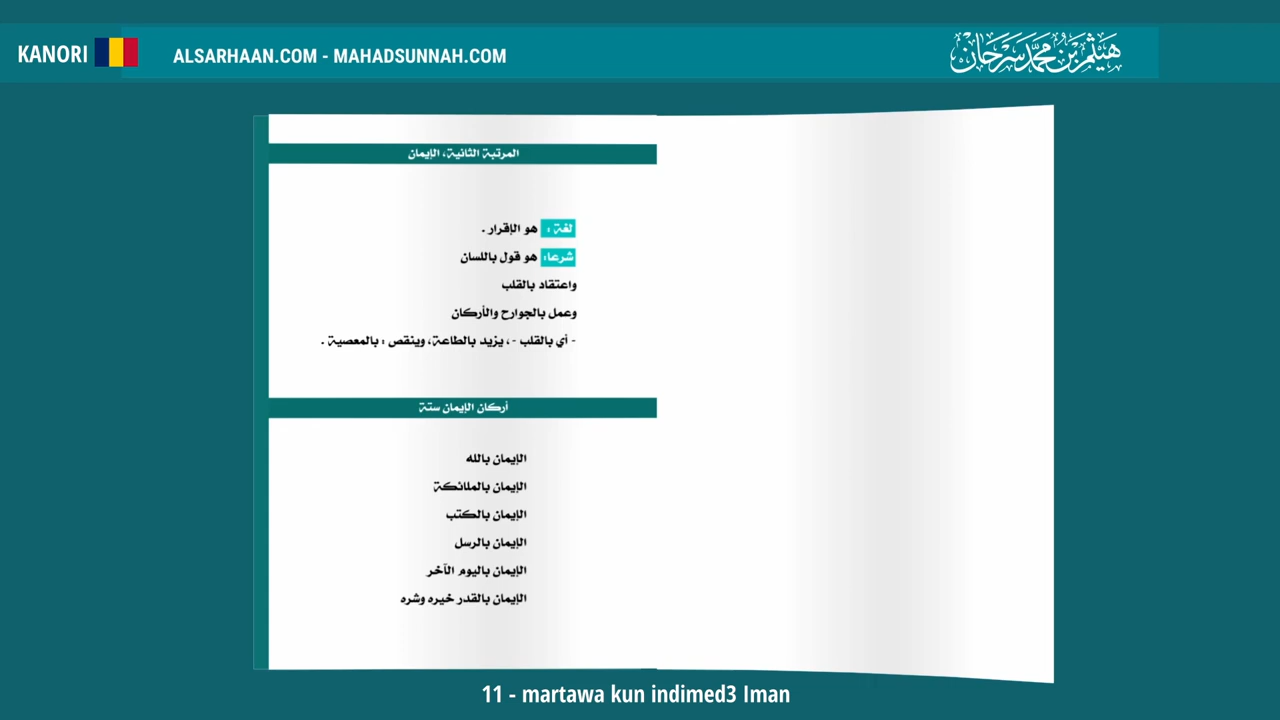 KANORI
ALSARHAAN.COM - MAHADSUNNAH.COM
هيثم بن محمد سرحان
المرتبة الثانية، الإيمان
لغة : هو الإقرار .
شرعا: هو قول باللسان
واعتقاد بالقلب
وعمل بالجوارح والأركان
- أي بالقلب -، يزيد بالطاعة، وينقص : بالمعصية .
أركان الإيمان ستة
الإيمان بالله
الإيمان بالملائكة
الإيمان بالكتب
الإيمان بالرسل
الإيمان باليوم الآخر
الإيمان بالقدر خيره وشره
11 - martawa kun indimed3 Iman